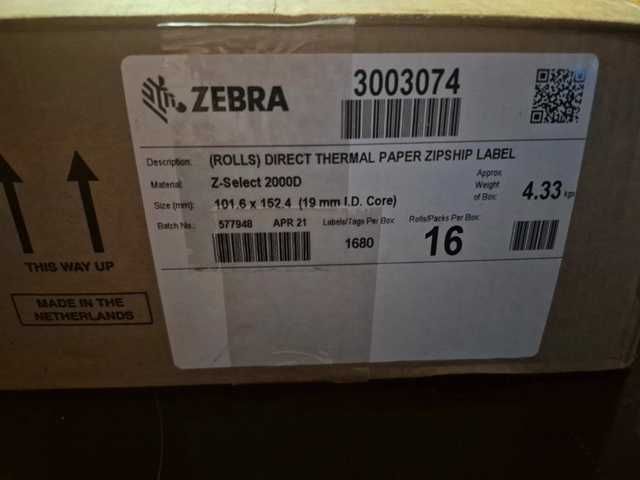 ZEBRA
3003074
Description: (ROLLS) DIRECT THERMAL PAPER ZIPSHIP LABEL
Material: Z-Select 2000D
Size (mm): 101.6 x 152.4 (19 mm I.D. Core)
Approx. Weight of Box: 4.33 kgs
Batch No.: 577948 APR 21
Labels/Tags Per Box: 1680
Rolls/Packs Per Box: 16
THIS WAY UP
MADE IN THE
NETHERLANDS